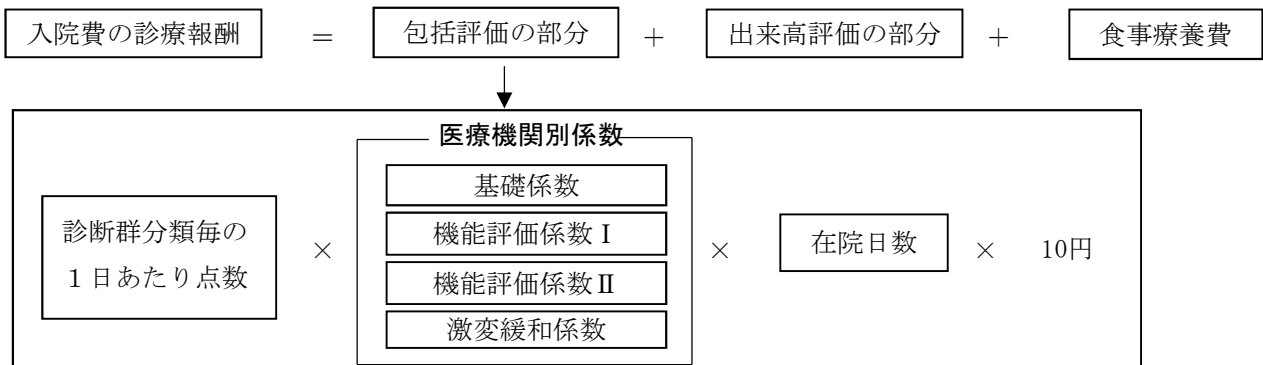 入院費の診療報酬 = 包括評価の部分 + 出来高評価の部分 + 食事療養費
医療機関別係数
基礎係数
診断群分類毎の
1日あたり点数
×
機能評価係数Ⅰ
機能評価係数Ⅱ
激変緩和係数
×
在院日数 × 10円